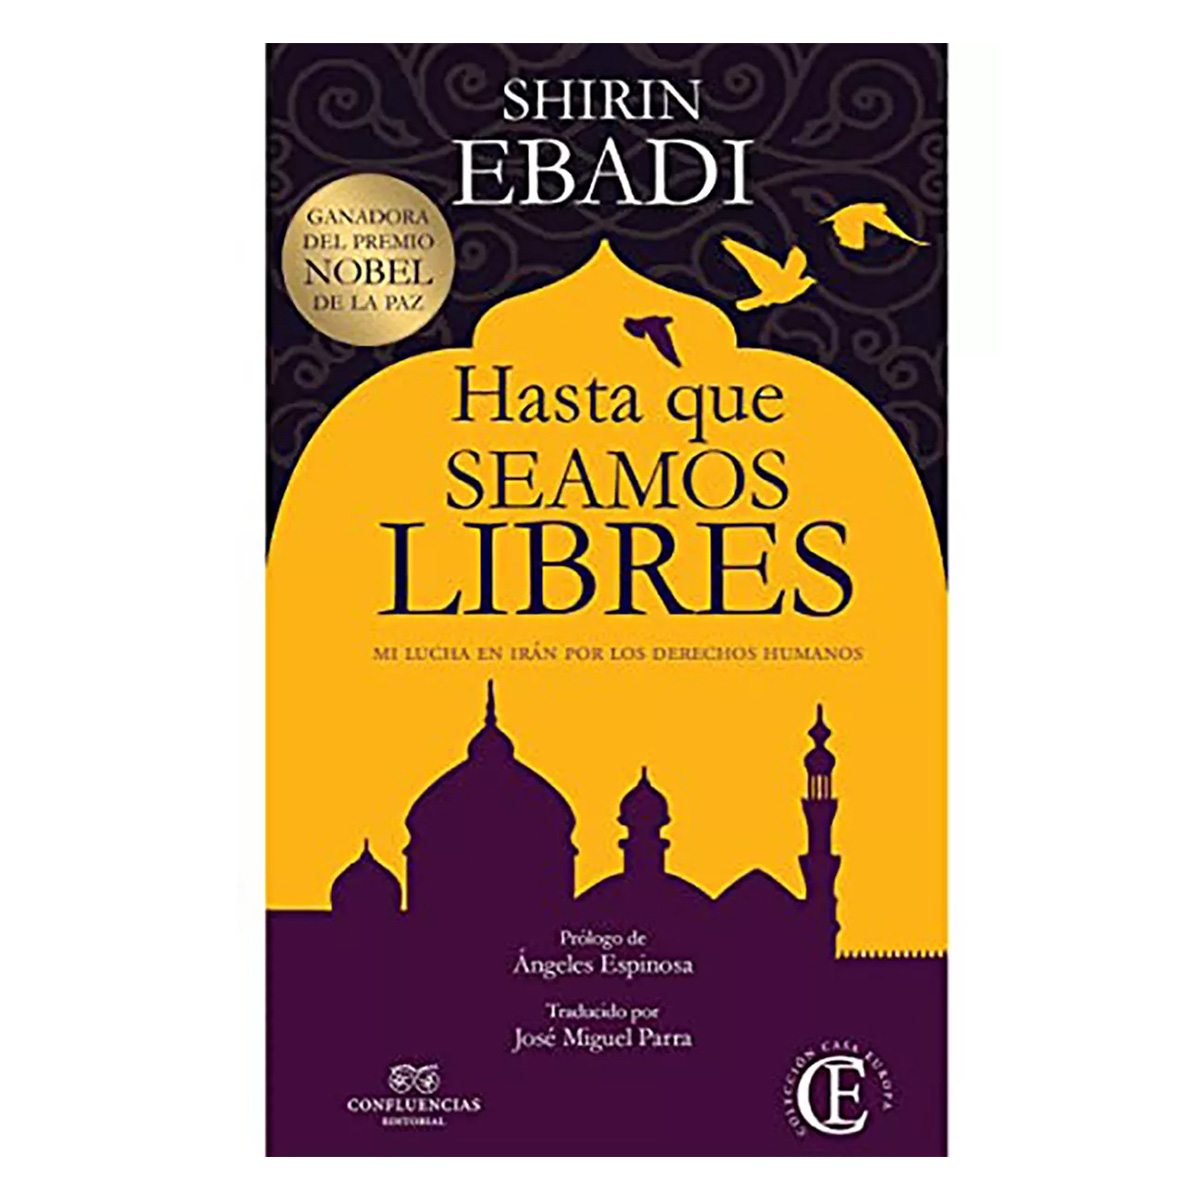 SHIRIN
EBADI
GANADORA
DEL PREMIO
NOBEL
DE LA PAZ
Hasta que
SEAMOS
LIBRES
MI LUCHA EN IRÁN POR LOS DERECHOS HUMANOS
Prólogo de
Ángeles Espinosa
Traducido por
José Miguel Parra
CONFLUENCIAS
EDITORIAL
COLECCIÓN CASA EUROPA
CE